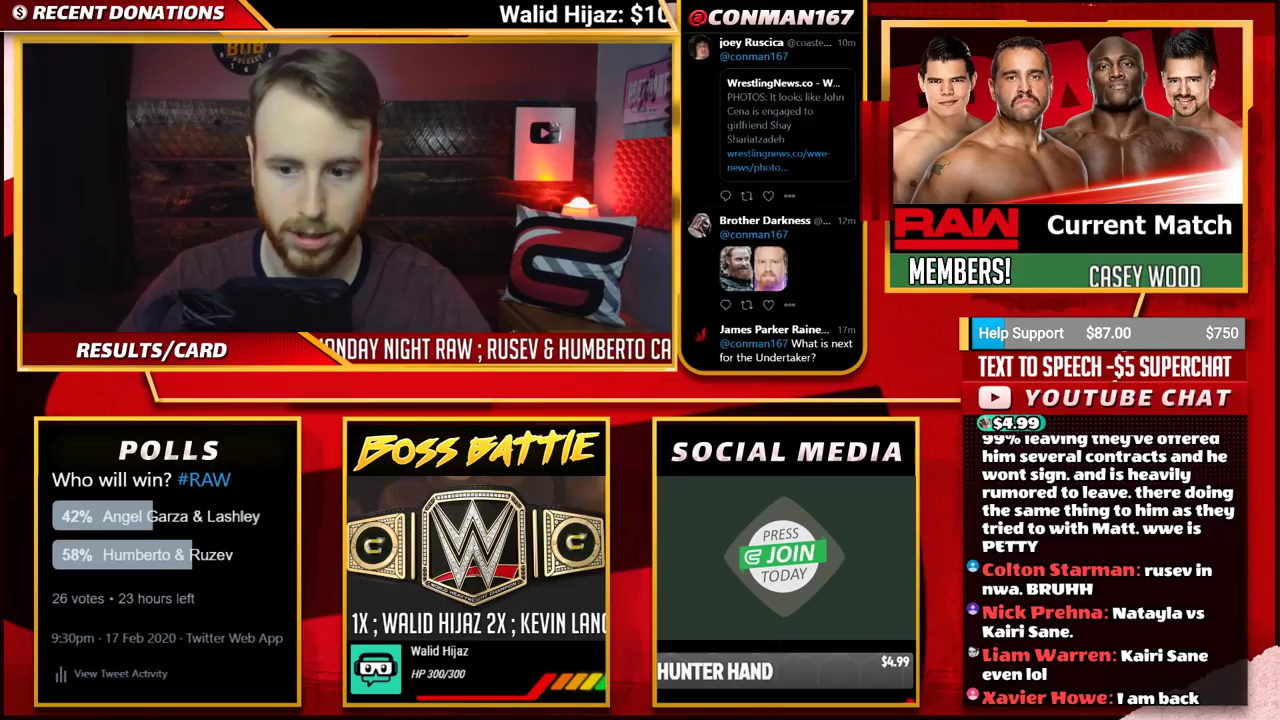 RECENT DONATIONS
Walid Hijaz: $10
@CONMAN167
joey Ruscica @coaste... 10m
@conman167
WrestlingNews.co - W...
PHOTOS: It looks like John
Cena is engaged to
girlfriend Shay
Shariatzadeh
wrestlingnews.co/wwe-
news/photo...
Brother Darkness @... 12m
@conman167
James Parker Raine... 17m
@conman167 What is next
for the Undertaker?
RAW
Current Match
MEMBERS! CASEY WOOD
Help Support $87.00 $750
TEXT TO SPEECH -$5 SUPERCHAT
YOUTUBE CHAT
$4.99
99% leaving they've offered
him several contracts and he
wont sign. and is heavily
rumored to leave. there doing
the same thing to him as they
tried to with Matt. wwe is
PETTY
Colton Starman: rusev in
nwa. BRUHH
Nick Prehna: Natayla vs
Kairi Sane.
Liam Warren: Kairi Sane
even lol
Xavier Howe: I am back
RESULTS/CARD
MONDAY NIGHT RAW ; RUSEV & HUMBERTO CA
POLLS
Who will win? #RAW
42% Angel Garza & Lashley
58% Humberto & Ruzev
26 votes • 23 hours left
9:30pm · 17 Feb 2020 · Twitter Web App
View Tweet Activity
BOSS BATTLE
1X ; WALID HIJAZ 2X ; KEVIN LANG
Walid Hijaz
HP 300/300
SOCIAL MEDIA
PRESS
JOIN
TODAY
HUNTER HAND
$4.99